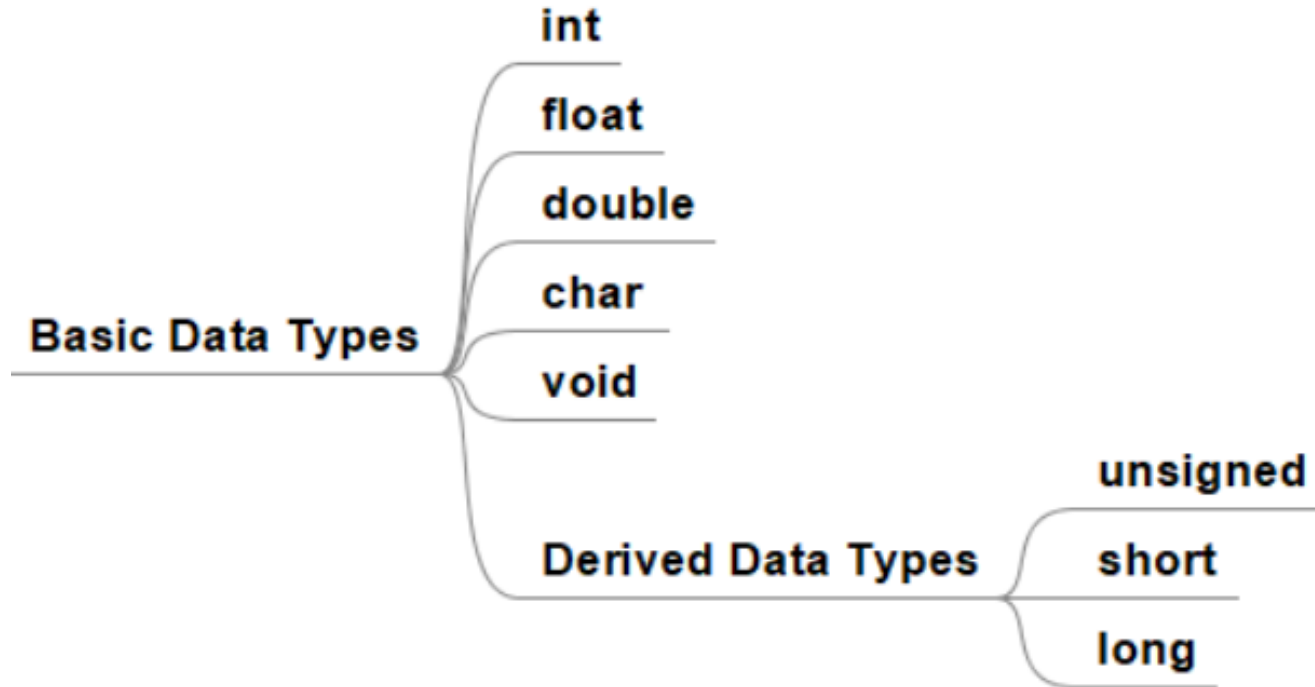 int
float
double
char
Basic Data Types
void
unsigned
Derived Data Types
short
long